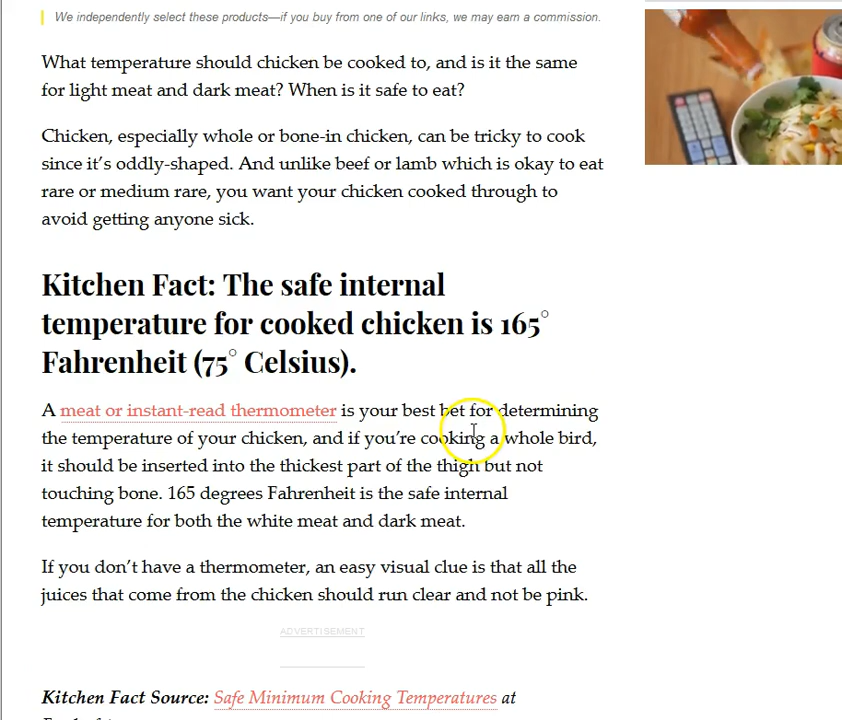 We independently select these products—if you buy from one of our links, we may earn a commission.
What temperature should chicken be cooked to, and is it the same
for light meat and dark meat? When is it safe to eat?
Chicken, especially whole or bone-in chicken, can be tricky to cook
since it’s oddly-shaped. And unlike beef or lamb which is okay to eat
rare or medium rare, you want your chicken cooked through to
avoid getting anyone sick.
Kitchen Fact: The safe internal
temperature for cooked chicken is 165°
Fahrenheit (75° Celsius).
A meat or instant-read thermometer is your best bet for determining
the temperature of your chicken, and if you’re cooking a whole bird,
it should be inserted into the thickest part of the thigh but not
touching bone. 165 degrees Fahrenheit is the safe internal
temperature for both the white meat and dark meat.
If you don’t have a thermometer, an easy visual clue is that all the
juices that come from the chicken should run clear and not be pink.
ADVERTISEMENT
Kitchen Fact Source: Safe Minimum Cooking Temperatures at